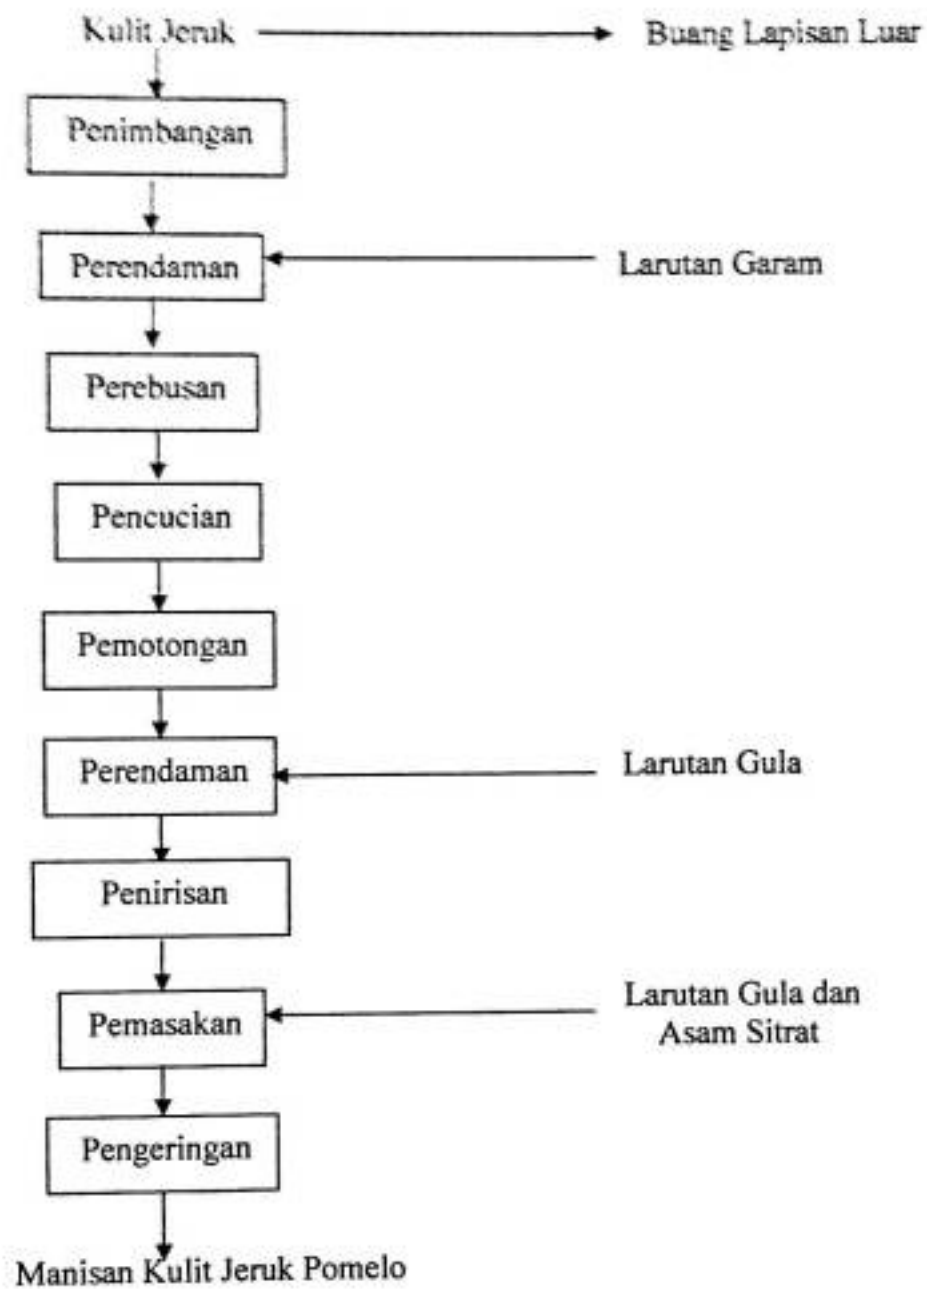 Kulit Jeruk
Buang Lapisan Luar
Penimbangan
Perendaman
Larutan Garam
Perebusan
Pencucian
Pemotongan
Perendaman
Larutan Gula
Penirisan
Pemasakan
Larutan Gula dan
Asam Sitrat
Pengeringan
Manisan Kulit Jeruk Pomelo